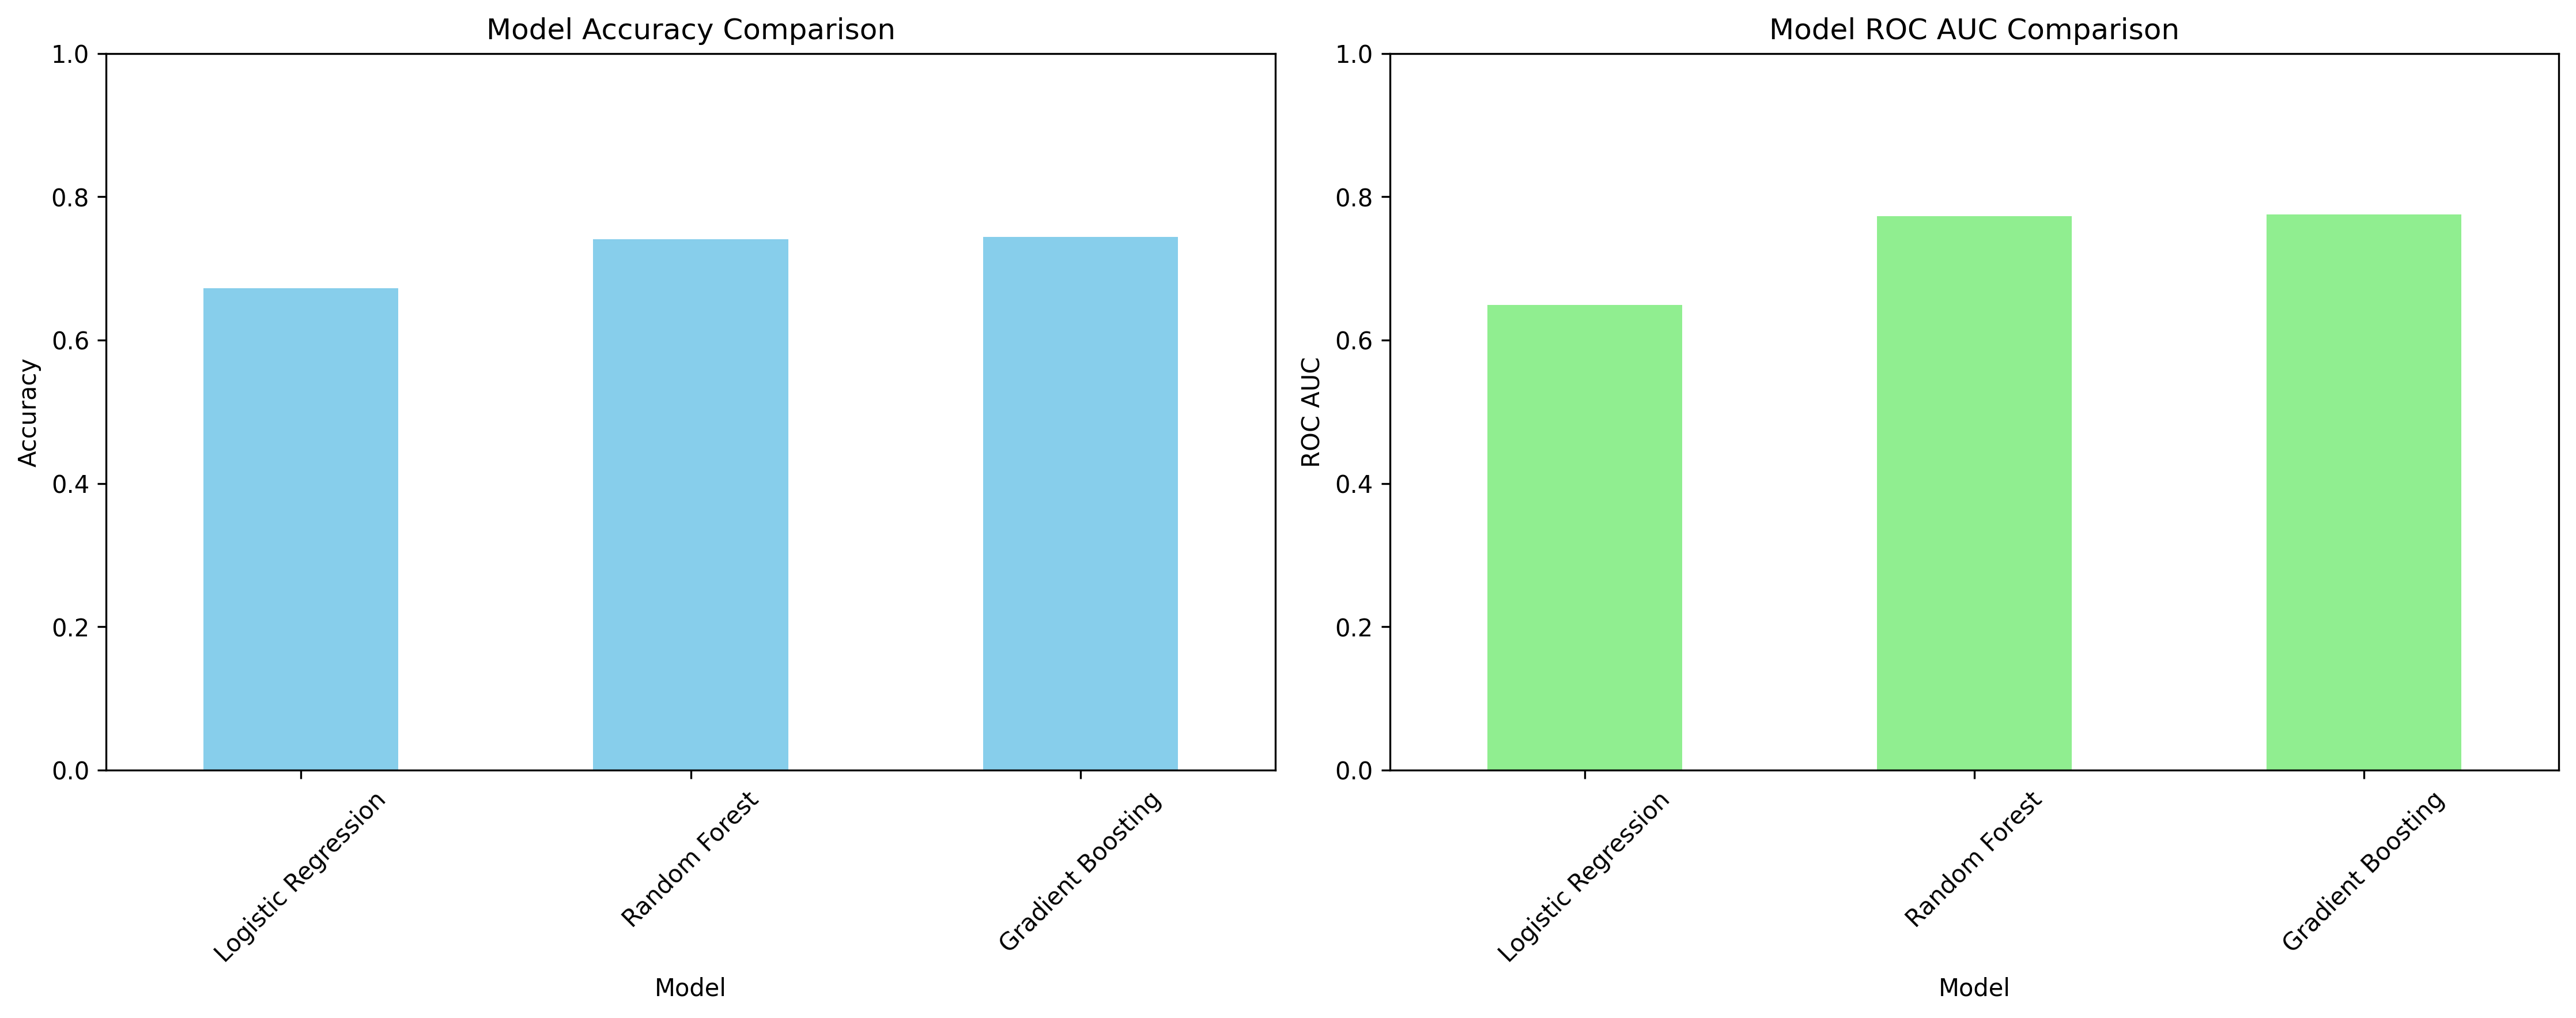 Model Accuracy Comparison
1.0
0.8
0.6
0.4
0.2
0.0
Accuracy
Logistic Regression
Random Forest
Gradient Boosting
Model
Model ROC AUC Comparison
1.0
0.8
0.6
0.4
0.2
0.0
ROC AUC
Logistic Regression
Random Forest
Gradient Boosting
Model